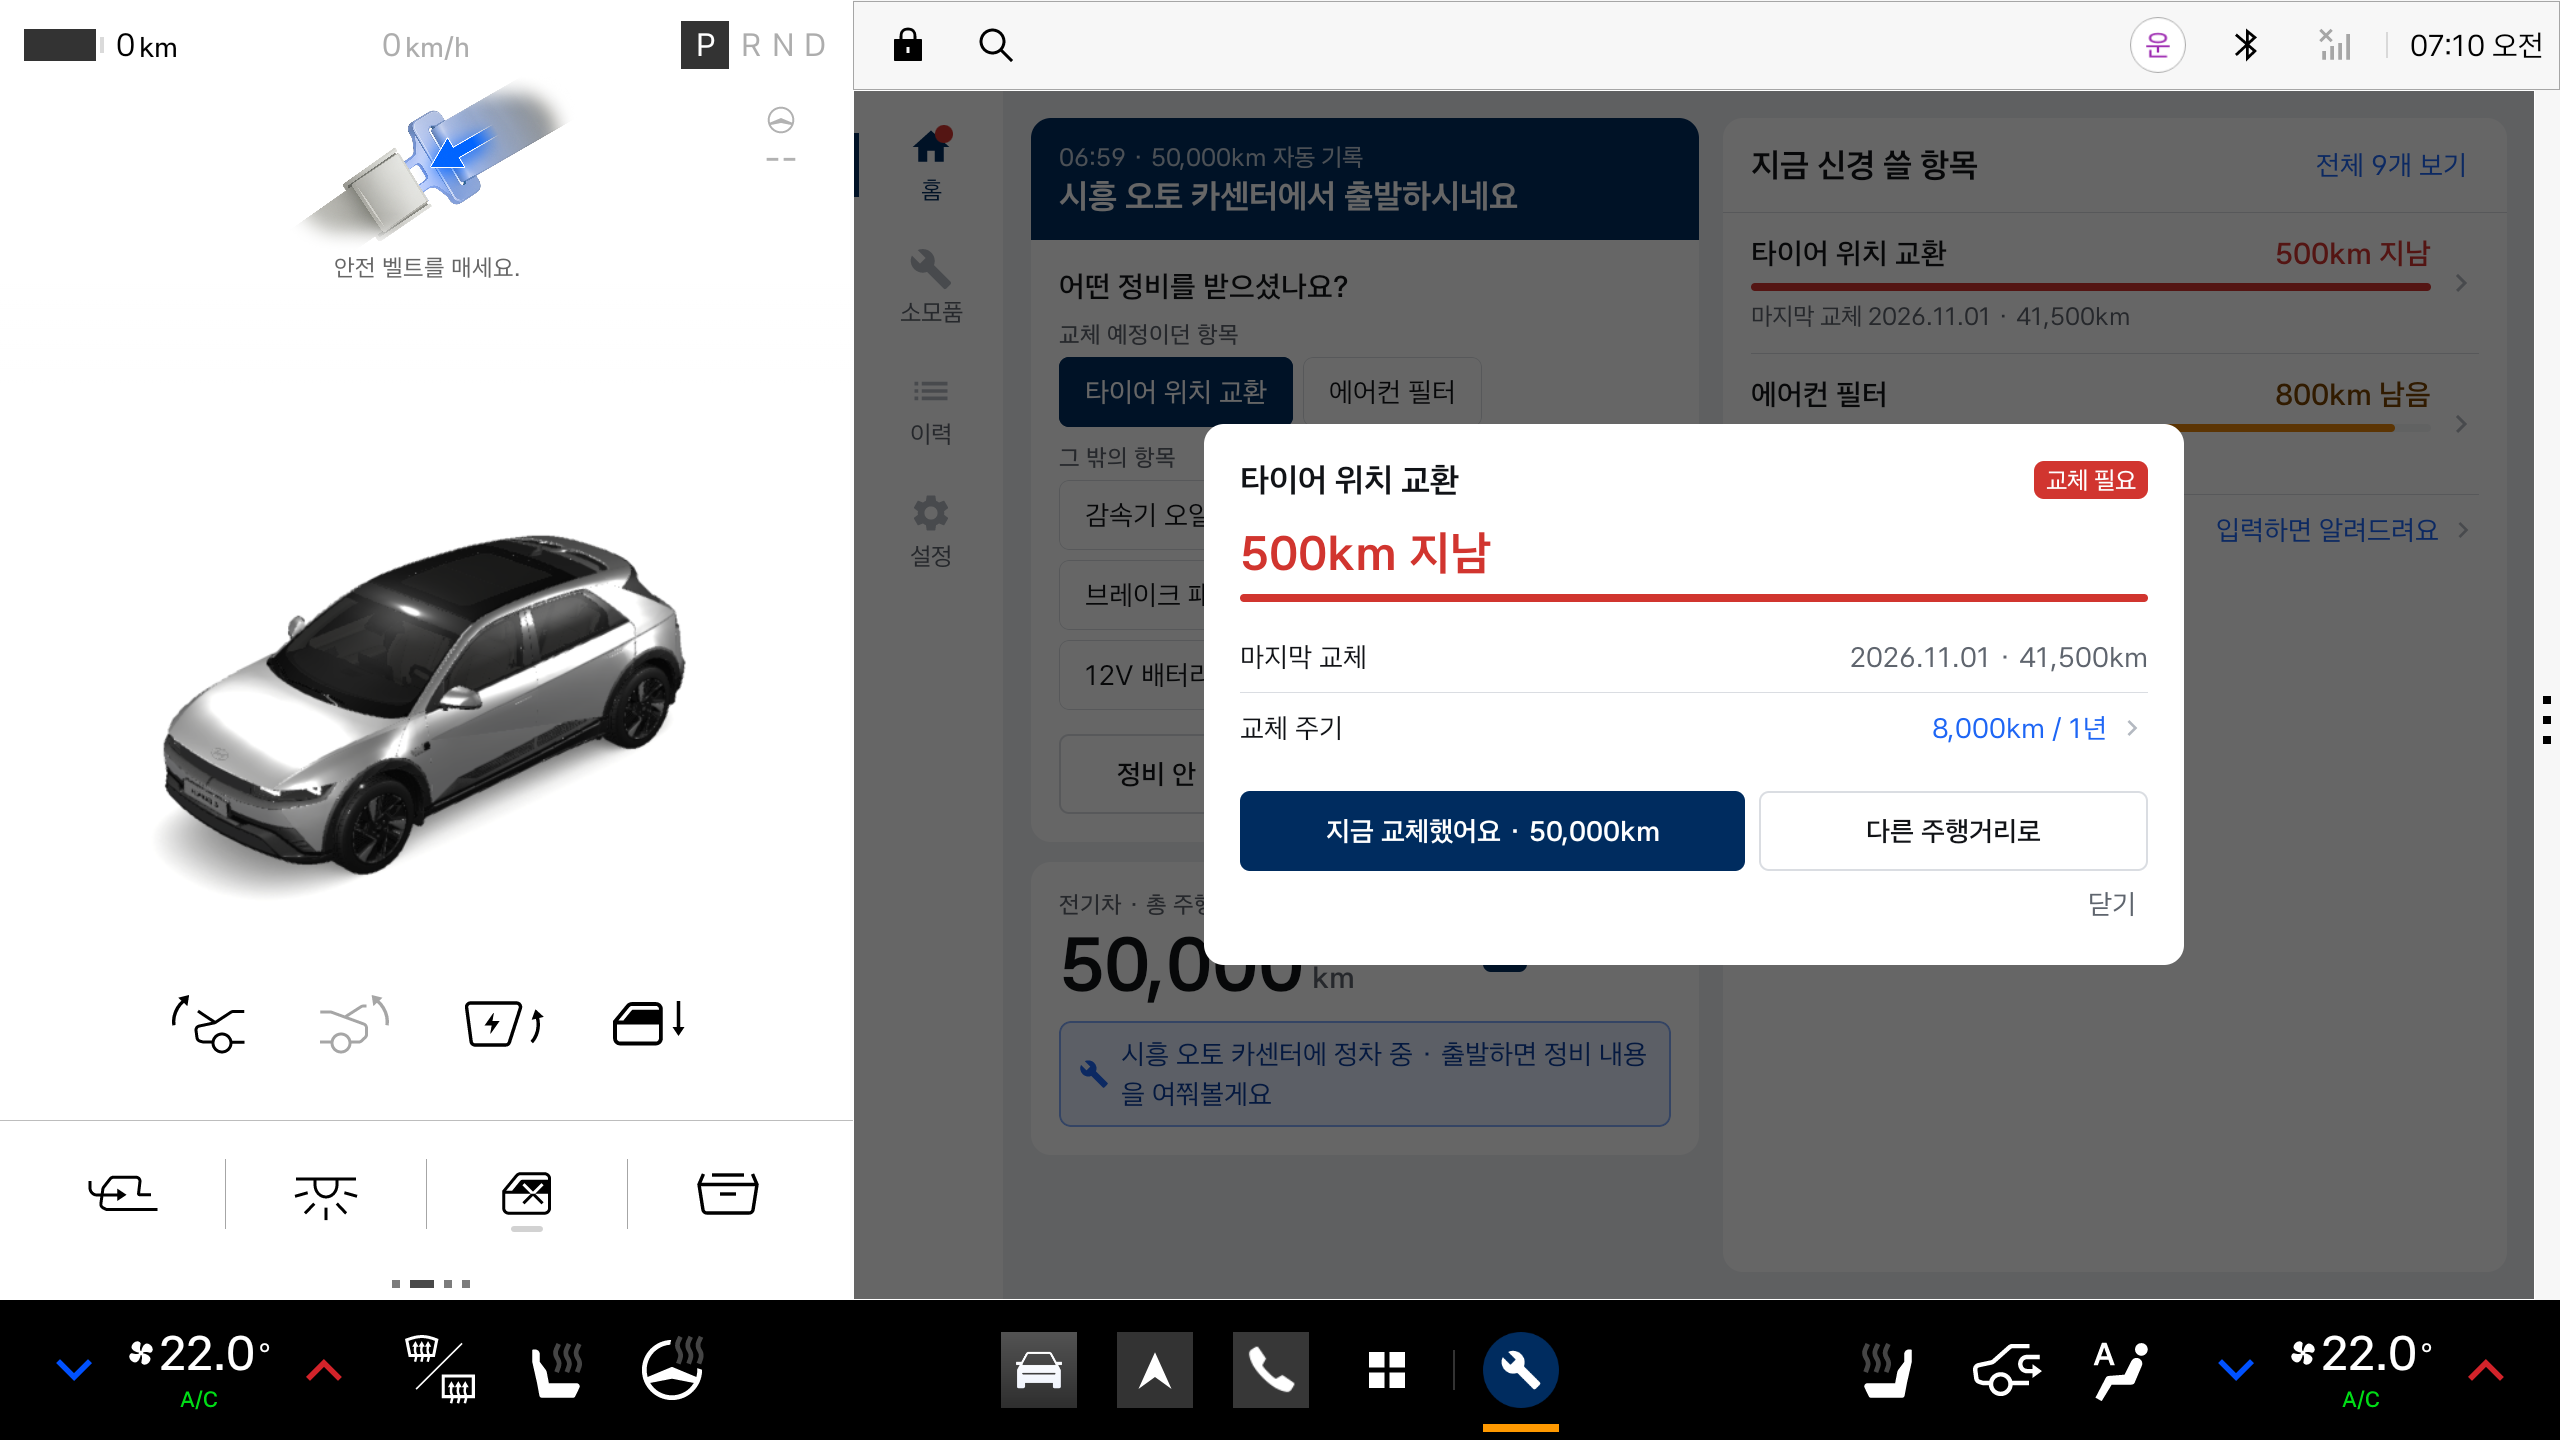 0 km
0 km/h
P R N D
안전 벨트를 매세요.
운
07:10 오전
홈
소모품
이력
설정
06:59 · 50,000km 자동 기록
시흥 오토 카센터에서 출발하시네요
어떤 정비를 받으셨나요?
교체 예정이던 항목
타이어 위치 교환
에어컨 필터
그 밖의 항목
감속기 오일
브레이크
12V 배터리
정비 안
전기차 · 총
50,000 km
시흥 오토 카센터에 정차 중 · 출발하면 정비 내용
을 여쭤볼게요
지금 신경 쓸 항목
전체 9개 보기
타이어 위치 교환
500km 지남
마지막 교체 2026.11.01 · 41,500km
에어컨 필터
800km 남음
입력하면 알려드려요
타이어 위치 교환
교체 필요
500km 지남
마지막 교체
2026.11.01 · 41,500km
교체 주기
8,000km / 1년
지금 교체했어요 · 50,000km
다른 주행거리로
닫기
22.0°
A/C
A
22.0°
A/C